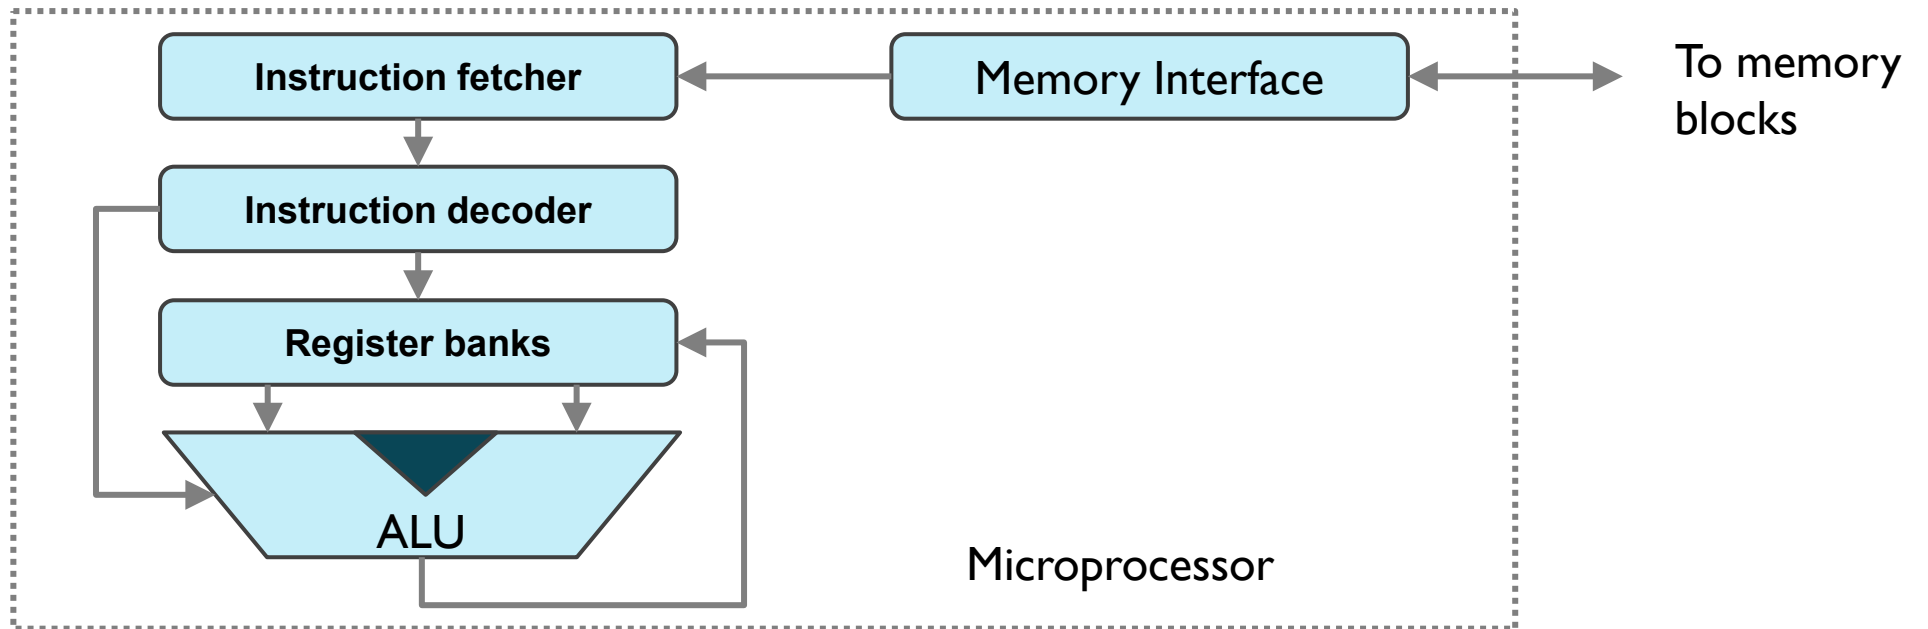 Instruction fetcher
Memory Interface
To memory
blocks
Instruction decoder
Register banks
ALU
Microprocessor